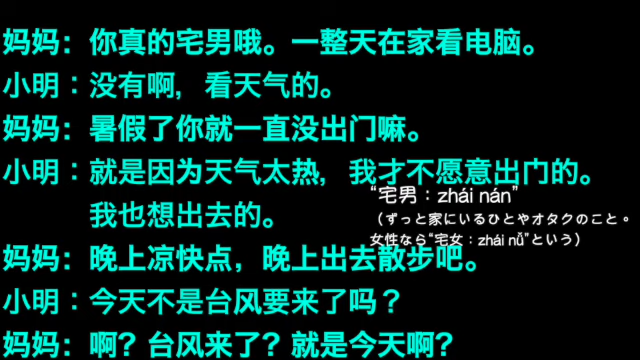 妈妈：你真的宅男哦。一整天在家看电脑。
小明：没有啊，看天气的。
妈妈：暑假了你就一直没出门嘛。
小明：就是因为天气太热，我才不愿意出门的。
我也想出去的。
“宅男：zhái nán”
（ずっと家にいるひとやオタクのこと。
女性なら“宅女：zhái nǚ”という）
妈妈：晚上凉快点，晚上出去散步吧。
小明：今天不是台风要来了吗？
妈妈：啊？台风来了？就是今天啊？